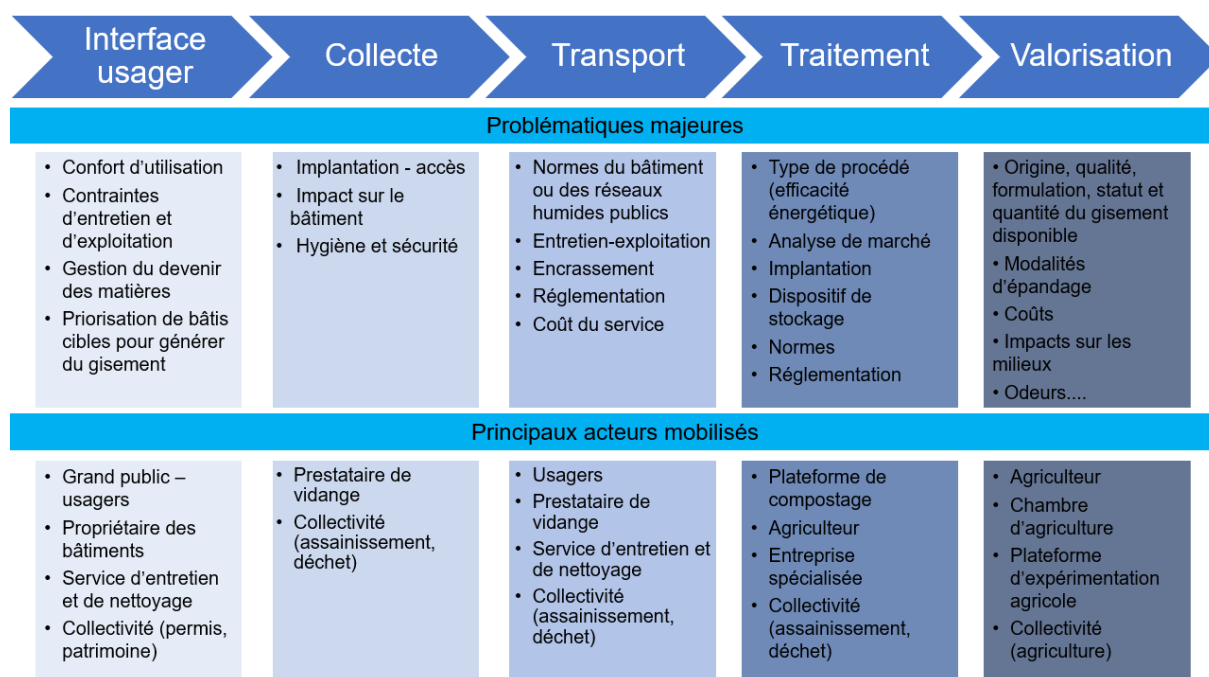 Interface
usager
Collecte
Transport
Traitement
Valorisation
Problématiques majeures
• Confort d'utilisation
• Contraintes
d'entretien et
d'exploitation
• Gestion du devenir
des matières
• Priorisation de bâtis
cibles pour générer
du gisement
• Implantation - accès
• Impact sur le
bâtiment
• Hygiène et sécurité
• Normes du bâtiment
ou des réseaux
humides publics
• Entretien-exploitation
• Encrassement
• Réglementation
• Coût du service
• Type de procédé
(efficacité
énergétique)
• Analyse de marché
• Implantation
• Dispositif de
stockage
• Normes
• Réglementation
• Origine, qualité,
formulation, statut et
quantité du gisement
disponible
• Modalités
d'épandage
• Coûts
• Impacts sur les
milieux
• Odeurs....
Principaux acteurs mobilisés
• Grand public –
usagers
• Propriétaire des
bâtiments
• Service d'entretien
et de nettoyage
• Collectivité (permis,
patrimoine)
• Prestataire de
vidange
• Collectivité
(assainissement,
déchet)
• Usagers
• Prestataire de
vidange
• Service d'entretien et
de nettoyage
• Collectivité
(assainissement,
déchet)
• Plateforme de
compostage
• Agriculteur
• Entreprise
spécialisée
• Collectivité
(assainissement,
déchet)
• Agriculteur
• Chambre
d'agriculture
• Plateforme
d'expérimentation
agricole
• Collectivité
(agriculture)